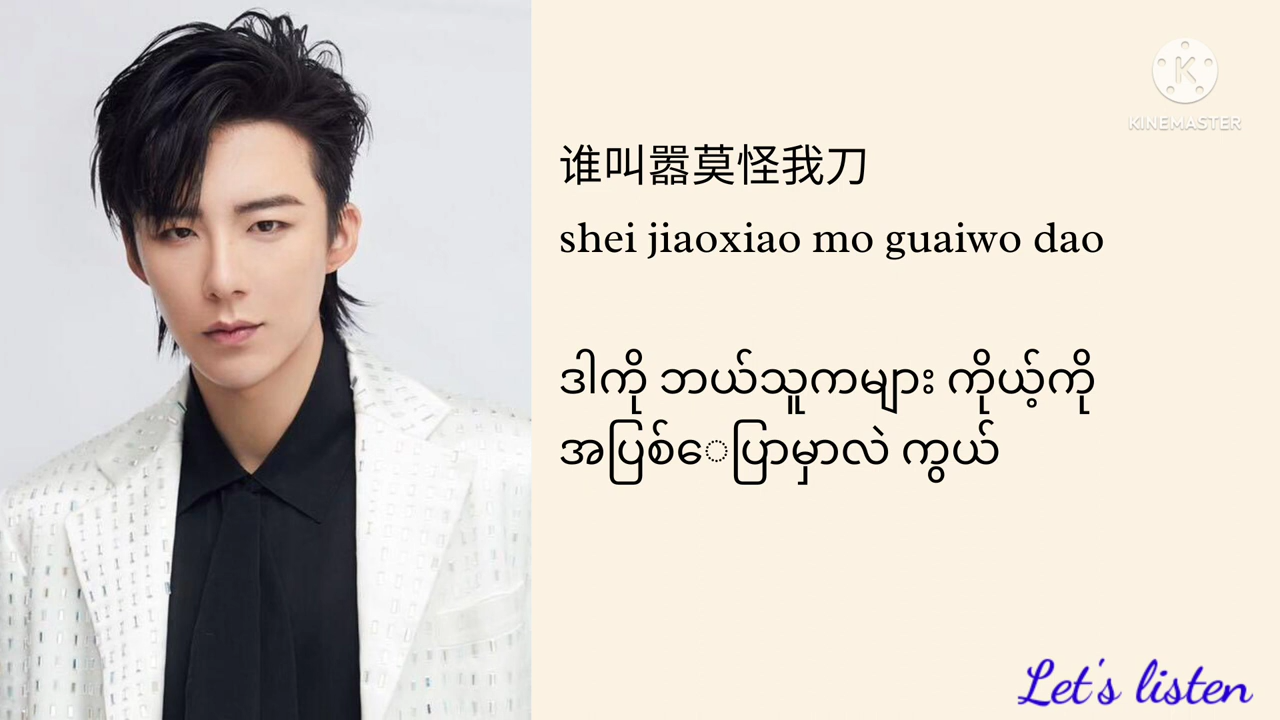 KINEMASTER
谁叫嚣莫怪我刀
shei jiaoxiao mo guaiwo dao
ဒါကို ဘယ်သူကများ ကိုယ့်ကို
အပြစ်ေပြာမှာလဲ ကွယ်
Let's listen